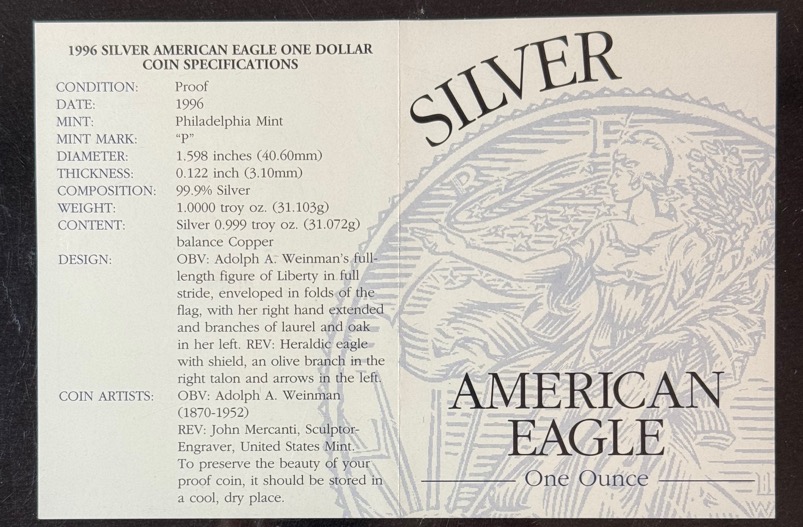 1996 SILVER AMERICAN EAGLE ONE DOLLAR
COIN SPECIFICATIONS
CONDITION: Proof
DATE: 1996
MINT: Philadelphia Mint
MINT MARK: “P”
DIAMETER: 1.598 inches (40.60mm)
THICKNESS: 0.122 inch (3.10mm)
COMPOSITION: 99.9% Silver
WEIGHT: 1.0000 troy oz. (31.103g)
CONTENT: Silver 0.999 troy oz. (31.072g)
balance Copper
DESIGN: OBV: Adolph A. Weinman's full-
length figure of Liberty in full
stride, enveloped in folds of the
flag, with her right hand extended
and branches of laurel and oak
in her left. REV: Heraldic eagle
with shield, an olive branch in the
right talon and arrows in the left.
COIN ARTISTS: OBV: Adolph A. Weinman
(1870-1952)
REV: John Mercanti, Sculptor-
Engraver, United States Mint.
To preserve the beauty of your
proof coin, it should be stored in
a cool, dry place.
SILVER
AMERICAN
EAGLE
One Ounce